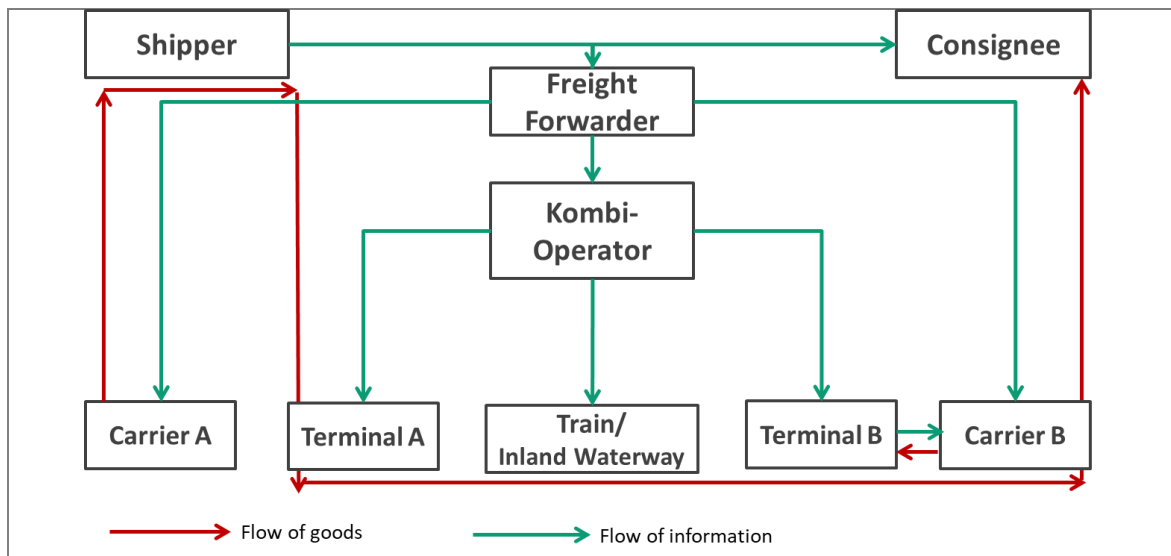 Shipper
Consignee
Freight
Forwarder
Kombi-
Operator
Carrier A
Terminal A
Train/
Inland Waterway
Terminal B
Carrier B
Flow of goods
Flow of information